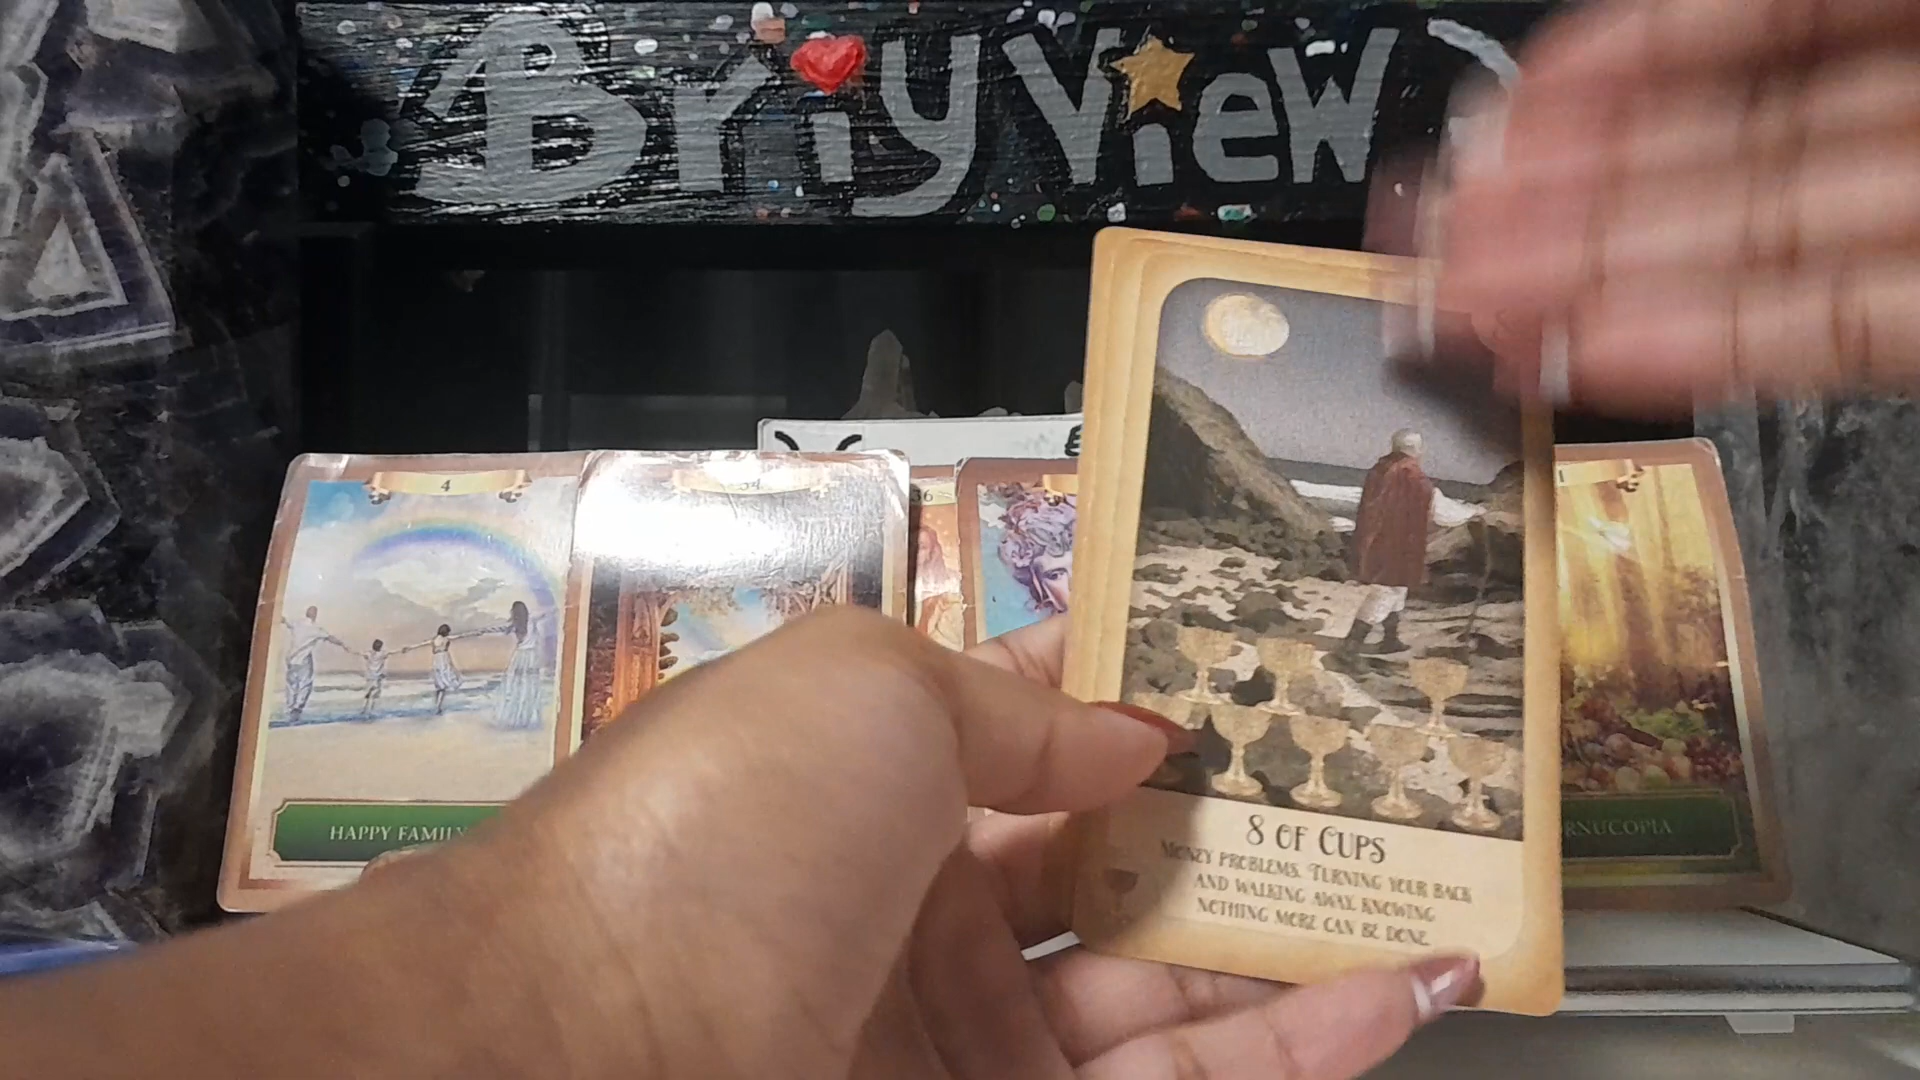 BriyView
4
34
36
1
HAPPY FAMILY
RNUCOPIA
8 OF CUPS
MONEY PROBLEMS. TURNING YOUR BACK
AND WALKING AWAY. KNOWING
NOTHING MORE CAN BE DONE.